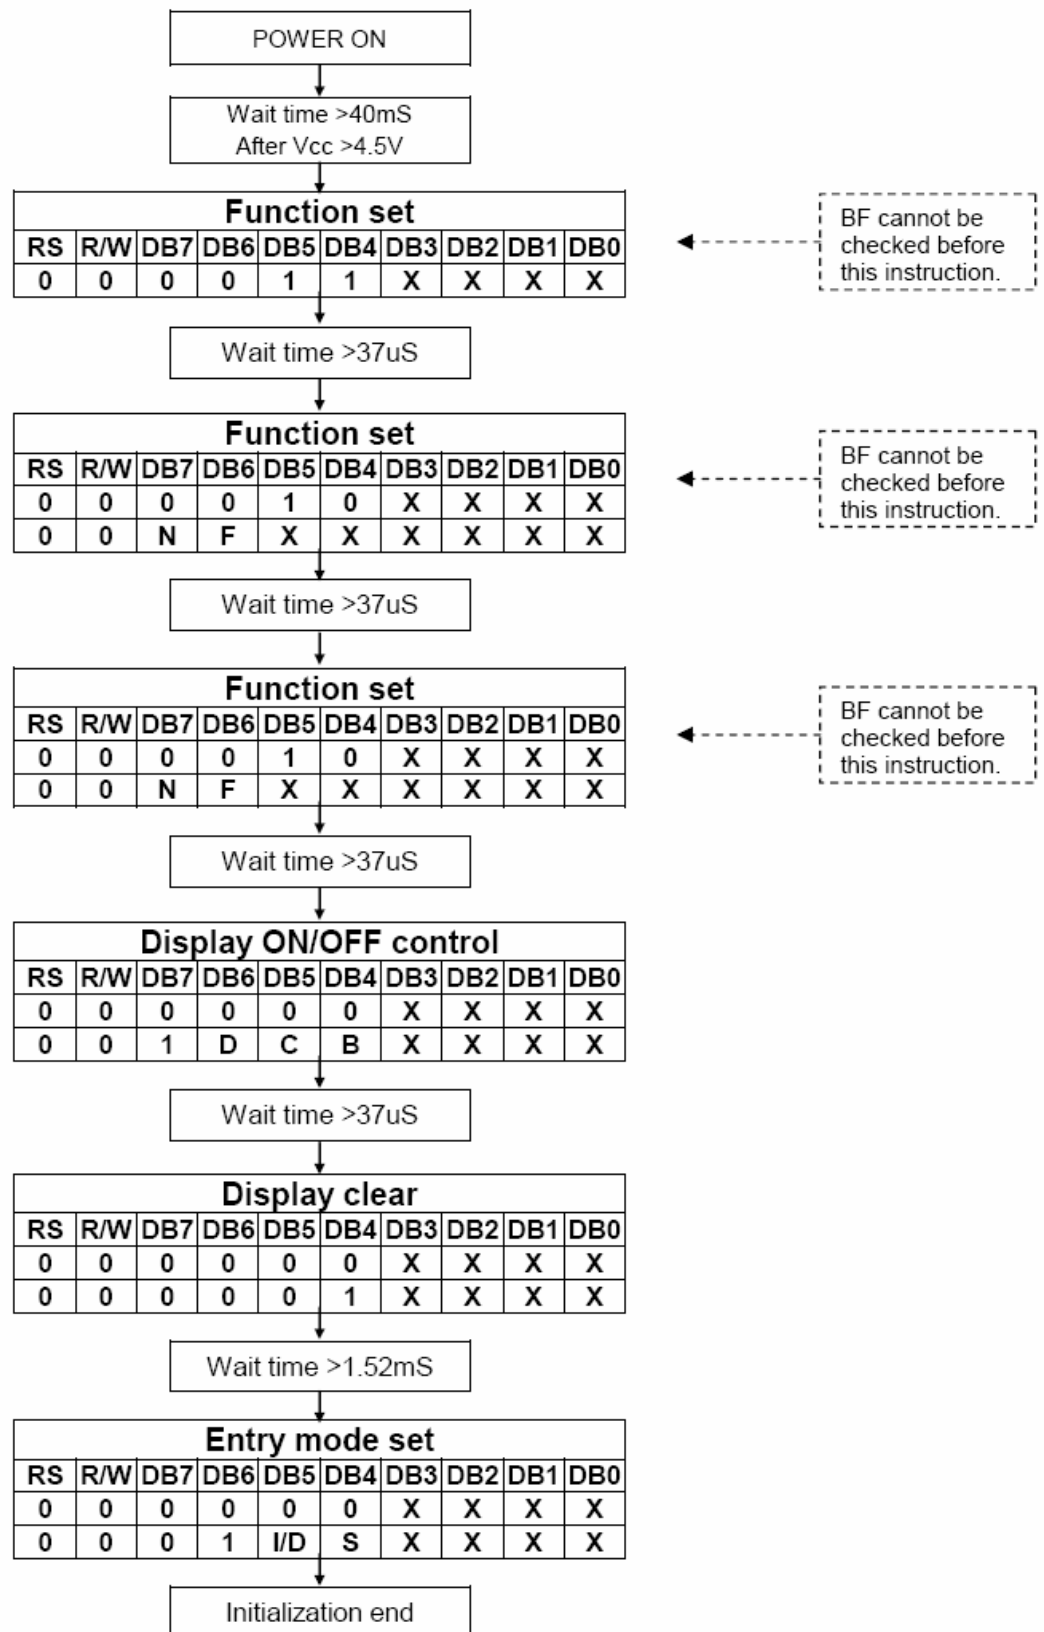 POWER ON
Wait time >40mS
After Vcc >4.5V
Function set
RS R/W DB7 DB6 DB5 DB4 DB3 DB2 DB1 DB0
0 0 0 0 1 1 X X X X
BF cannot be
checked before
this instruction.
Wait time >37uS
Function set
RS R/W DB7 DB6 DB5 DB4 DB3 DB2 DB1 DB0
0 0 0 0 1 0 X X X X
0 0 N F X X X X X X
BF cannot be
checked before
this instruction.
Wait time >37uS
Function set
RS R/W DB7 DB6 DB5 DB4 DB3 DB2 DB1 DB0
0 0 0 0 1 0 X X X X
0 0 N F X X X X X X
BF cannot be
checked before
this instruction.
Wait time >37uS
Display ON/OFF control
RS R/W DB7 DB6 DB5 DB4 DB3 DB2 DB1 DB0
0 0 0 0 0 0 X X X X
0 0 1 D C B X X X X
Wait time >37uS
Display clear
RS R/W DB7 DB6 DB5 DB4 DB3 DB2 DB1 DB0
0 0 0 0 0 0 X X X X
0 0 0 0 0 1 X X X X
Wait time >1.52mS
Entry mode set
RS R/W DB7 DB6 DB5 DB4 DB3 DB2 DB1 DB0
0 0 0 0 0 0 X X X X
0 0 0 1 I/D S X X X X
Initialization end